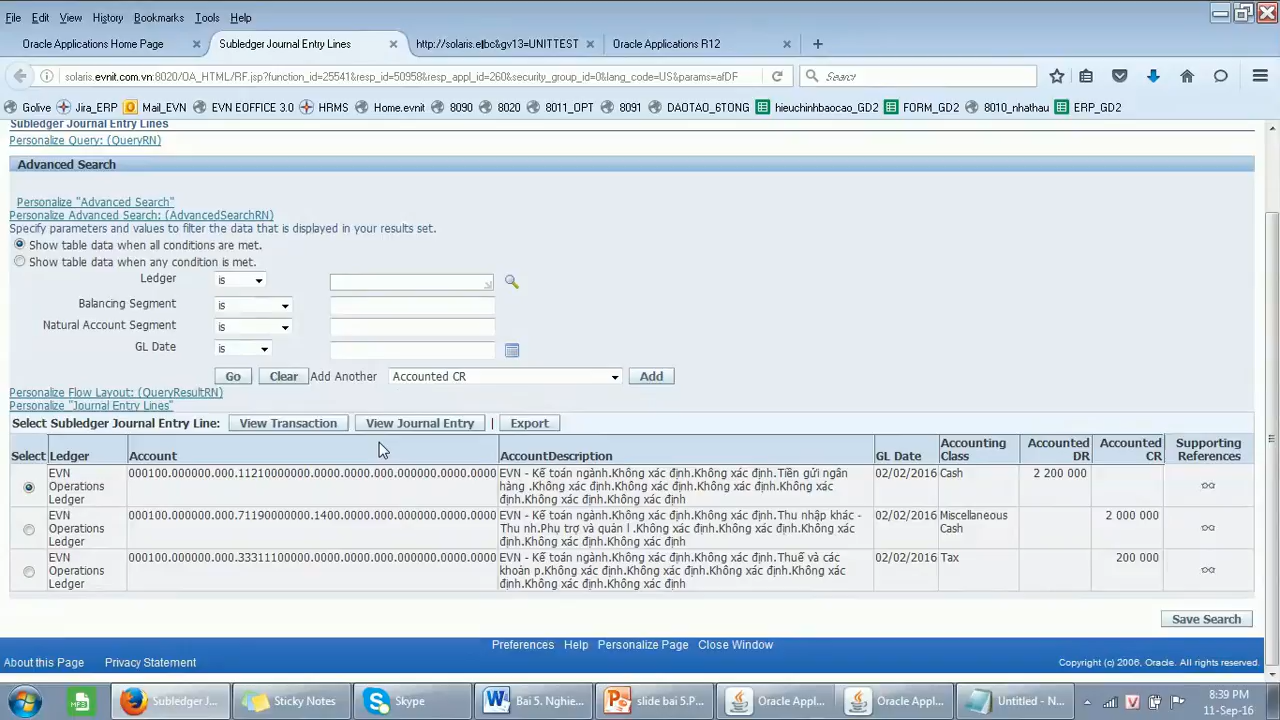 File Edit View History Bookmarks Tools Help
Oracle Applications Home Page Subledger Journal Entry Lines http://solaris.e bc&gv13=UNITTEST Oracle Applications R12
solaris.evnit.com.vn:8020/OA_HTML/RF.jsp?function_id=25541&resp_id=50958&resp_appl_id=260&security_group_id=0&lang_code=US&params=aIDF Search
Golive Jira_ERP Mail_EVN EVN EOFFICE 3.0 HRMS Home.evnit 8090 8020 8011_OPT 8091 DAOTAO_6TONG hieuchinhbaocao_GD2 FORM_GD2 8010_nhathau ERP_GD2
Subledger Journal Entry Lines
Personalize Query: (QueryRN)
Advanced Search
Personalize "Advanced Search"
Personalize Advanced Search: (AdvancedSearchRN)
Specify parameters and values to filter the data that is displayed in your results set.
Show table data when all conditions are met.
Show table data when any condition is met.
Ledger is
Balancing Segment is
Natural Account Segment is
GL Date is
Go Clear Add Another Accounted CR Add
Personalize Flow Layout: (QueryResultRN)
Personalize "Journal Entry Lines"
Select Subledger Journal Entry Line: View Transaction View Journal Entry | Export
Select Ledger Account AccountDescription GL Date Accounting Class Accounted DR Accounted CR Supporting References
EVN Operations Ledger 000100.000000.000.11210000000.0000.0000.000.000000.0000.0000 EVN - Kế toán ngành.Không xác định.Không xác định.Tiền gửi ngân 02/02/2016 Cash 2 200 000
hàng .Không xác định.Không xác định.Không xác định.Không xác
định.Không xác định.Không xác định
EVN Operations Ledger 000100.000000.000.71190000000.1400.0000.000.000000.0000.0000 EVN - Kế toán ngành.Không xác định.Không xác định.Thu nhập khác - 02/02/2016 Miscellaneous Cash 2 000 000
Thu nh.Phụ trợ và quản l .Không xác định.Không xác định.Không xác
định.Không xác định.Không xác định
EVN Operations Ledger 000100.000000.000.33311100000.0000.0000.000.000000.0000.0000 EVN - Kế toán ngành.Không xác định.Không xác định.Thuế và các 02/02/2016 Tax 200 000
khoản p.Không xác định.Không xác định.Không xác định.Không xác
định.Không xác định.Không xác định
Save Search
Preferences Help Personalize Page Close Window
About this Page Privacy Statement Copyright (c) 2006, Oracle. All rights reserved.
MP3 Subledger J... Sticky Notes Skype Bai 5. Nghie... slide bai 5.P... Oracle Appl... Oracle Appl... Untitled - N... V 8:39 PM
11-Sep-16